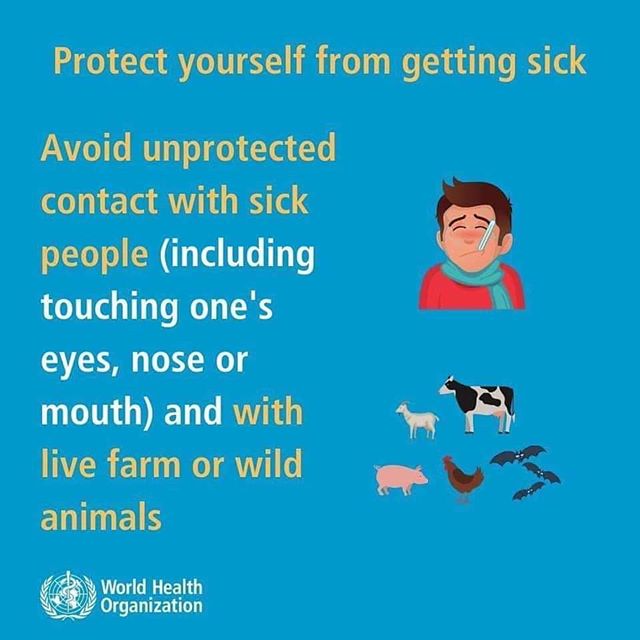 Protect yourself from getting sick
Avoid unprotected
contact with sick
people (including
touching one's
eyes, nose or
mouth) and with
live farm or wild
animals
World Health
Organization